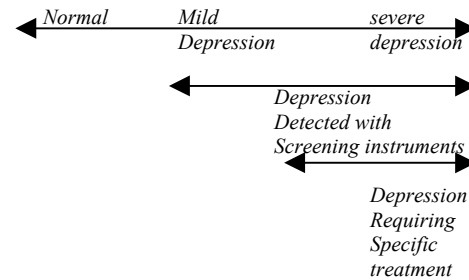 Normal Mild severe
Depression depression
Depression
Detected with
Screening instruments
Depression
Requiring
Specific
treatment